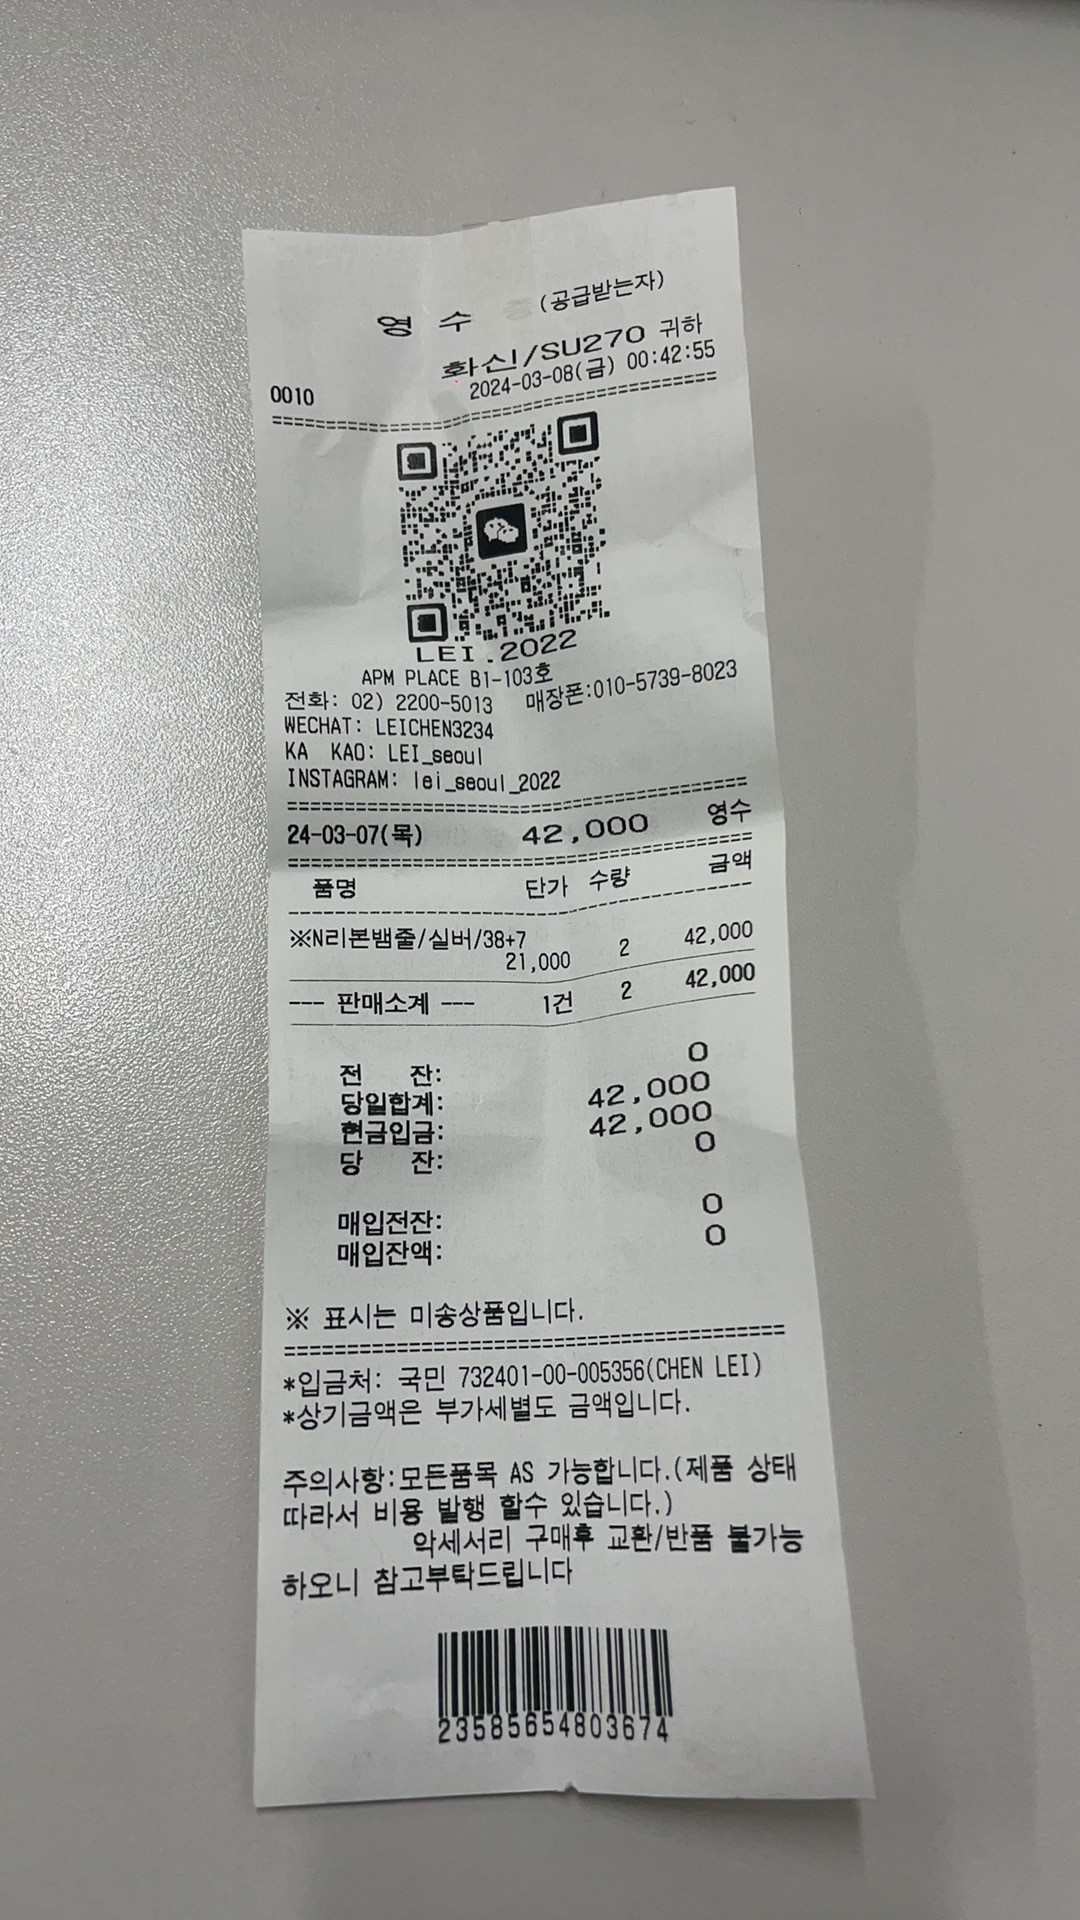 영 수 증 (공급받는자)
화신/SU270 귀하
0010 2024-03-08(금) 00:42:55
LEI.2022
APM PLACE B1-103호
전화: 02) 2200-5013 매장폰:010-5739-8023
WECHAT: LEICHEN3234
KA KAO: LEI_seoul
INSTAGRAM: lei_seoul_2022
24-03-07(목) 42,000 영수
품명 단가 수량 금액
※N리본뱀줄/실버/38+7
21,000 2 42,000
--- 판매소계 --- 1건 2 42,000
전 잔: 0
당일합계: 42,000
현금입금: 42,000
당 잔: 0
매입전잔: 0
매입잔액: 0
※ 표시는 미송상품입니다.
*입금처: 국민 732401-00-005356(CHEN LEI)
*상기금액은 부가세별도 금액입니다.
주의사항:모든품목 AS 가능합니다.(제품 상태
따라서 비용 발행 할수 있습니다.)
악세서리 구매후 교환/반품 불가능
하오니 참고부탁드립니다
23585654803674